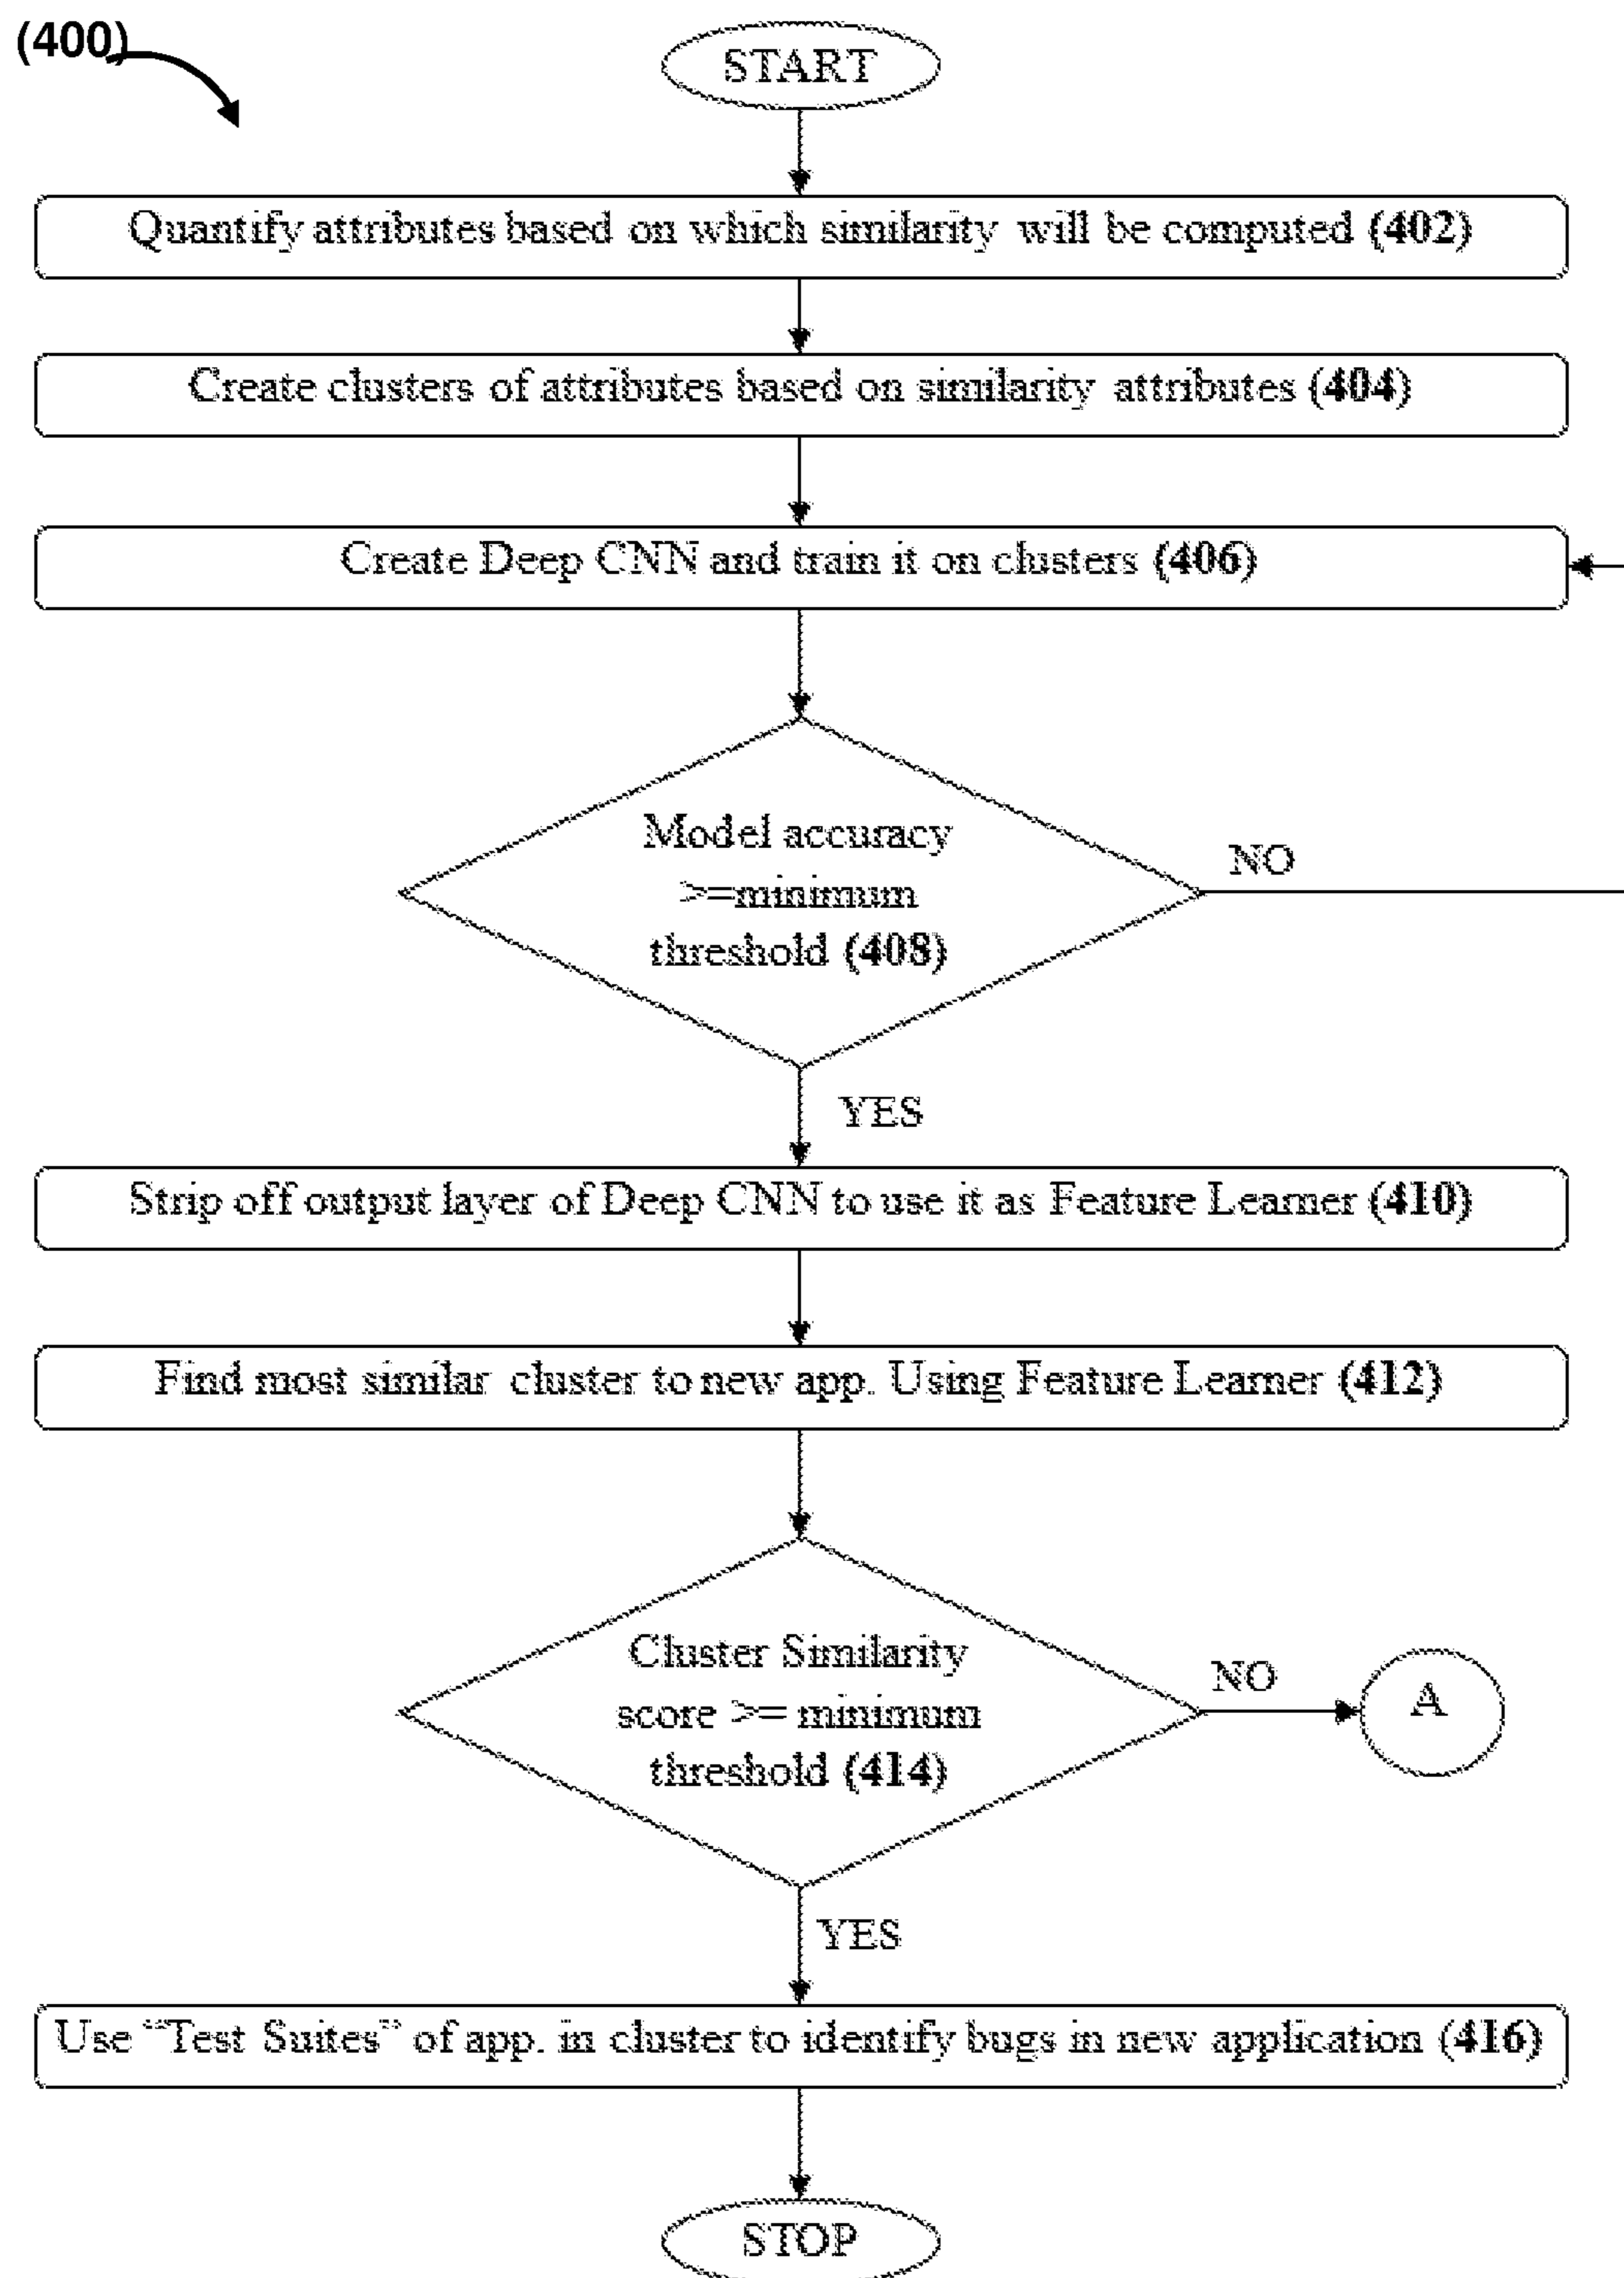 (400)
START
Quantify attributes based on which similarity will be computed (402)
Create clusters of attributes based on similarity attributes (404)
Create Deep CNN and train it on clusters (406)
Model accuracy
>=minimum
threshold (408)
NO
YES
Strip off output layer of Deep CNN to use it as Feature Learner (410)
Find most similar cluster to new app. Using Feature Learner (412)
Cluster Similarity
score >= minimum
threshold (414)
NO
A
YES
Use “Test Suites” of app. in cluster to identify bugs in new application (416)
STOP